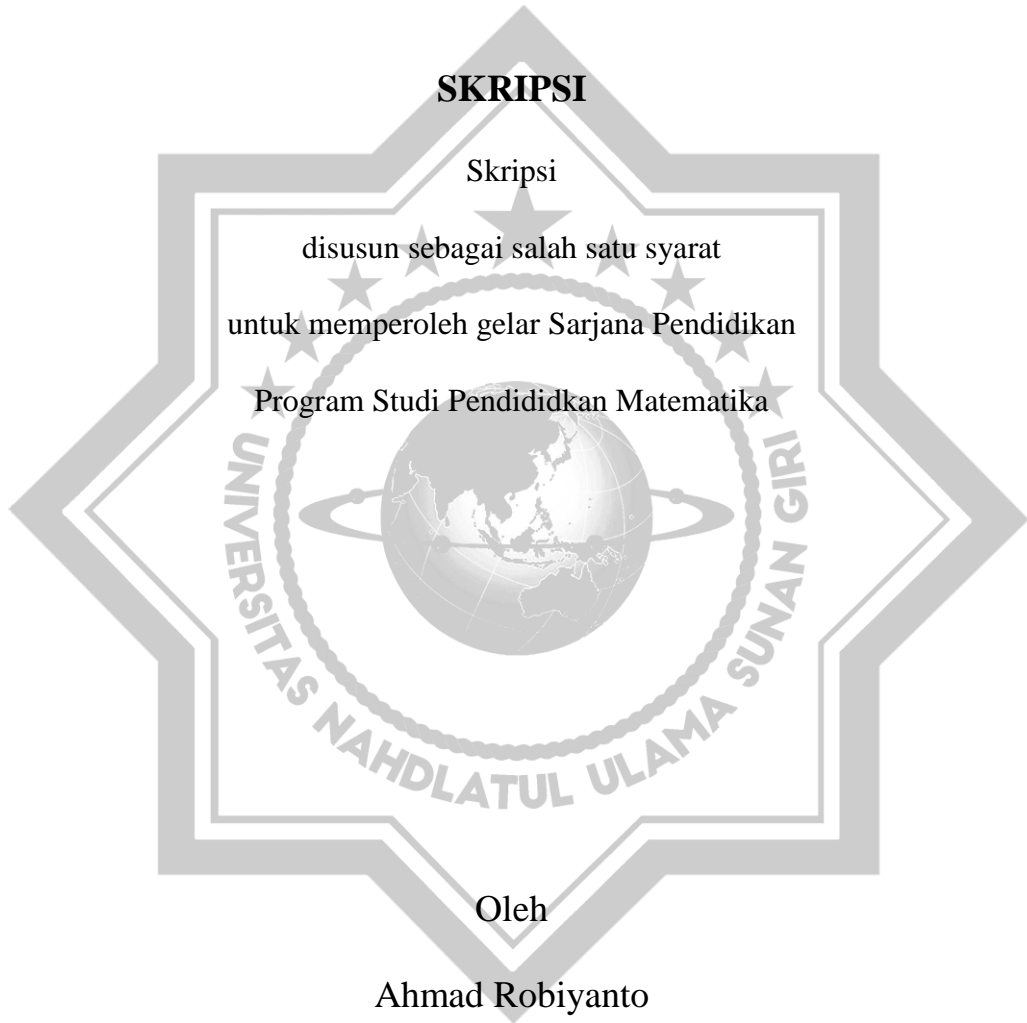 SKRIPSI
Skripsi
disusun sebagai salah satu syarat
untuk memperoleh gelar Sarjana Pendidikan
Program Studi Pendididkan Matematika
UNIVERSITAS NAHDLATUL ULAMA SUNAN GIRI
Oleh
Ahmad Robiyanto